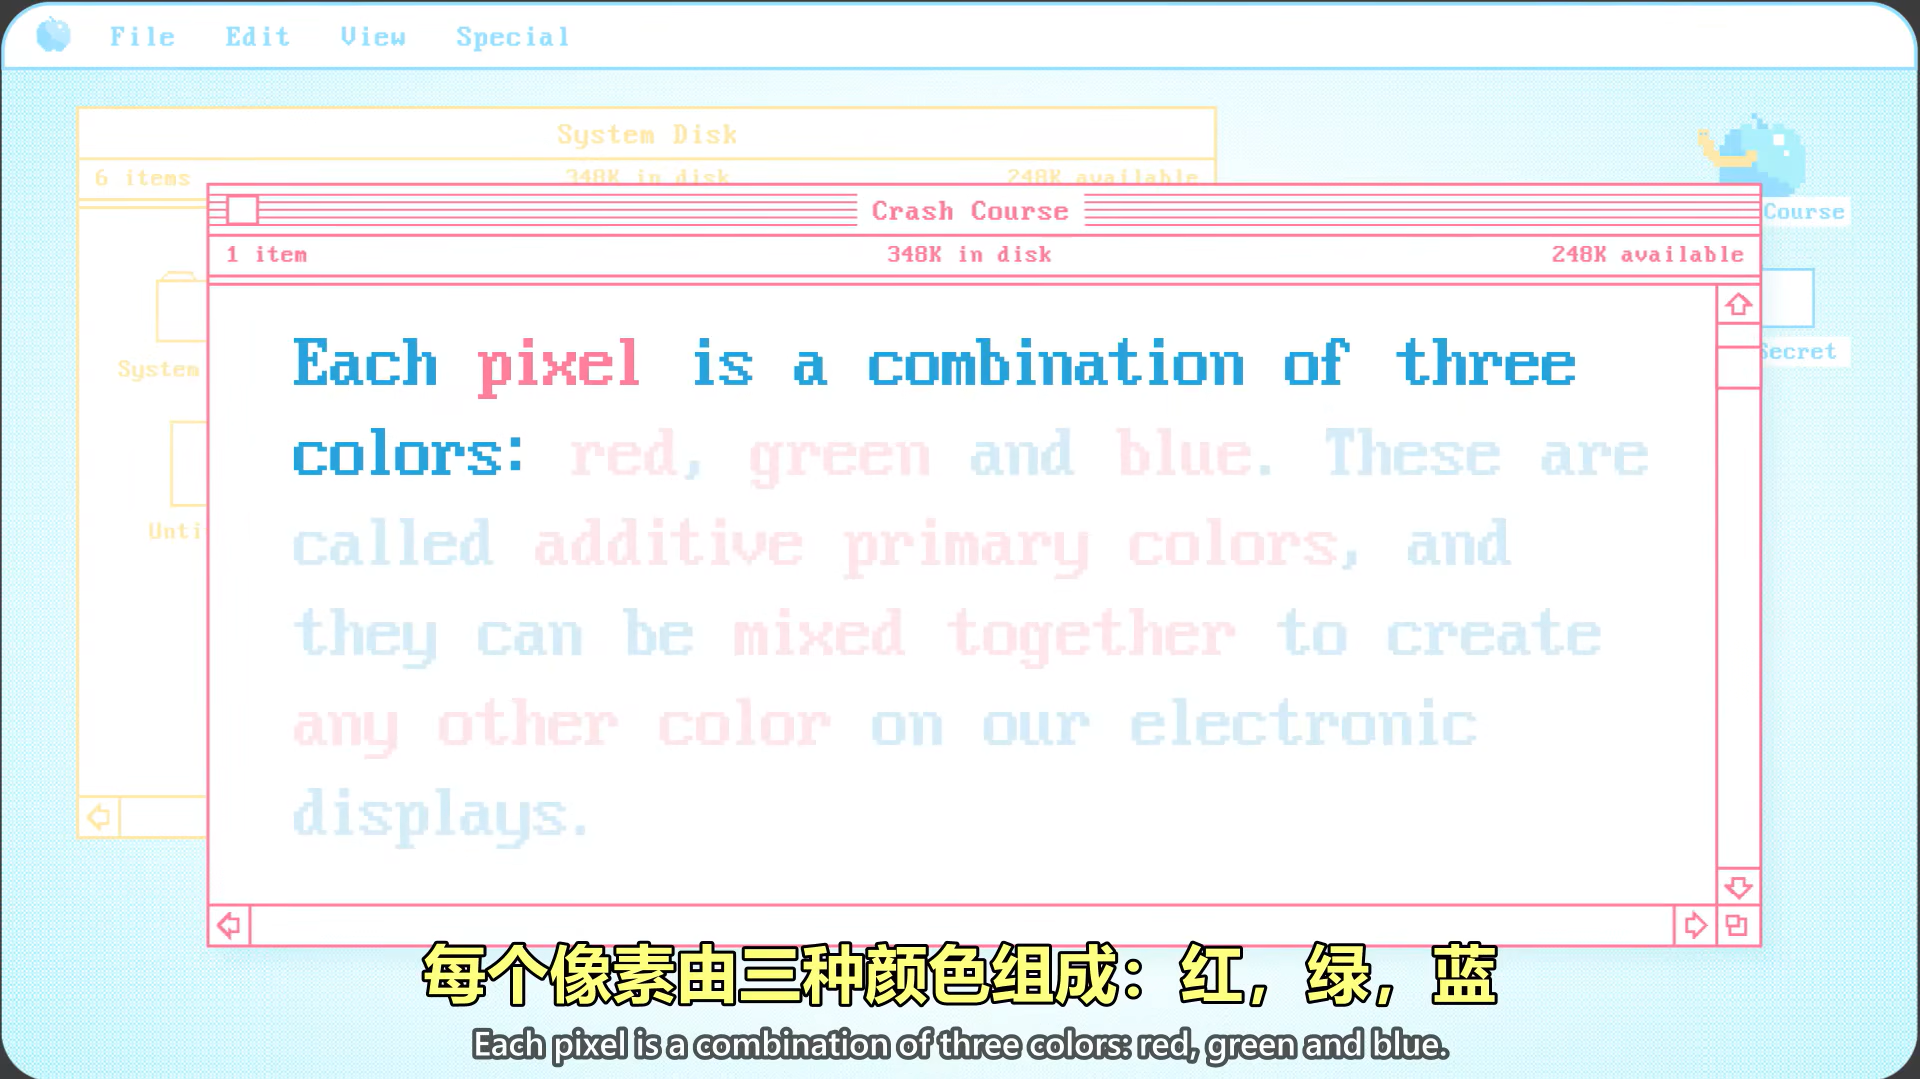 File Edit View Special
System Disk
6 items 348K in disk 248K available
Crash Course
Course
1 item 348K in disk 248K available
Each pixel is a combination of three
colors: red, green and blue. These are
called additive primary colors, and
they can be mixed together to create
any other color on our electronic
displays.
Secret
System
Unti
每个像素由三种颜色组成：红，绿，蓝
Each pixel is a combination of three colors: red, green and blue.